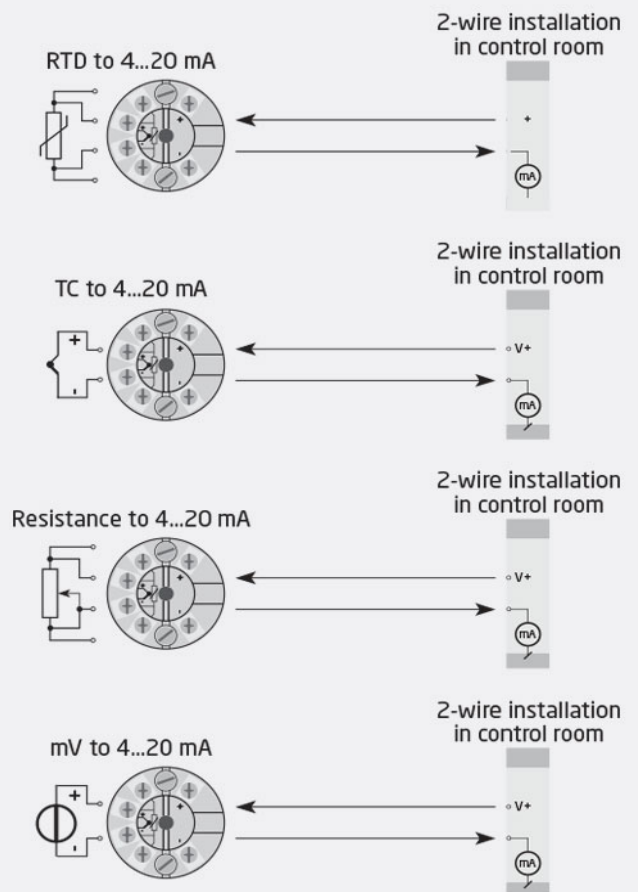 2-wire installation
in control room
RTD to 4...20 mA
+
-
+
mA
2-wire installation
in control room
TC to 4...20 mA
+
-
+
-
V+
mA
2-wire installation
in control room
Resistance to 4...20 mA
+
-
V+
mA
2-wire installation
in control room
mV to 4...20 mA
+
-
+
-
V+
mA